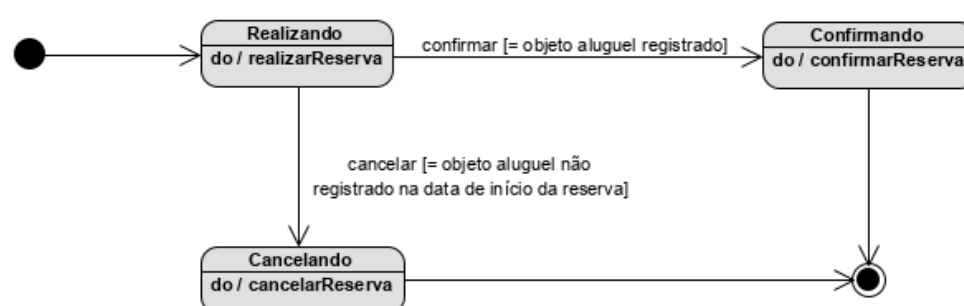 Realizando
do / realizarReserva
confirmar [= objeto aluguel registrado]
Confirmando
do / confirmarReserva
cancelar [= objeto aluguel não
registrado na data de início da reserva]
Cancelando
do / cancelarReserva